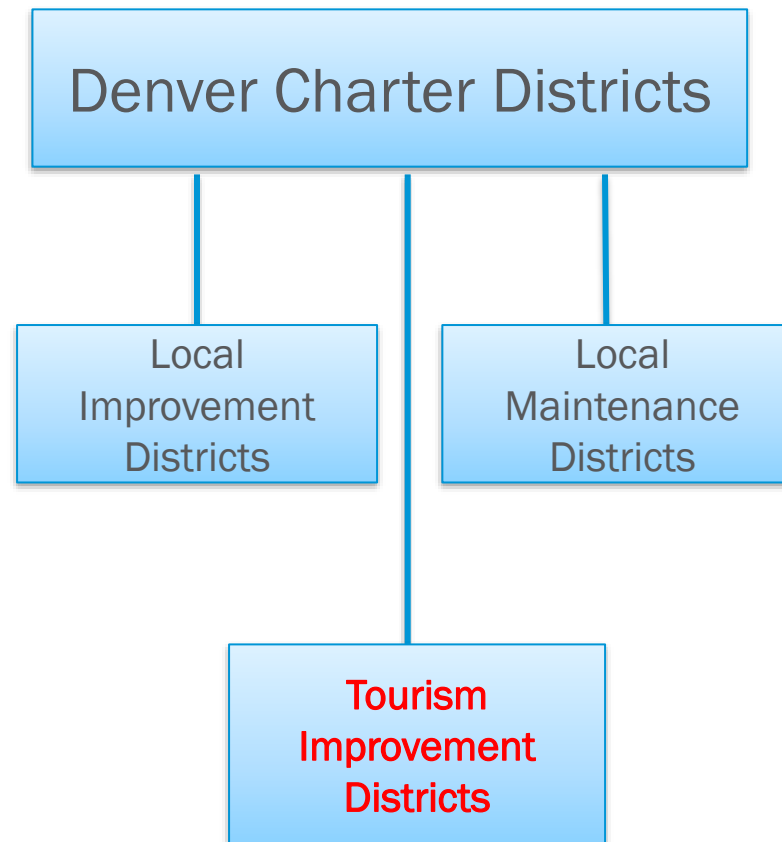 Denver Charter Districts
Local
Improvement
Districts
Local
Maintenance
Districts
Tourism
Improvement
Districts